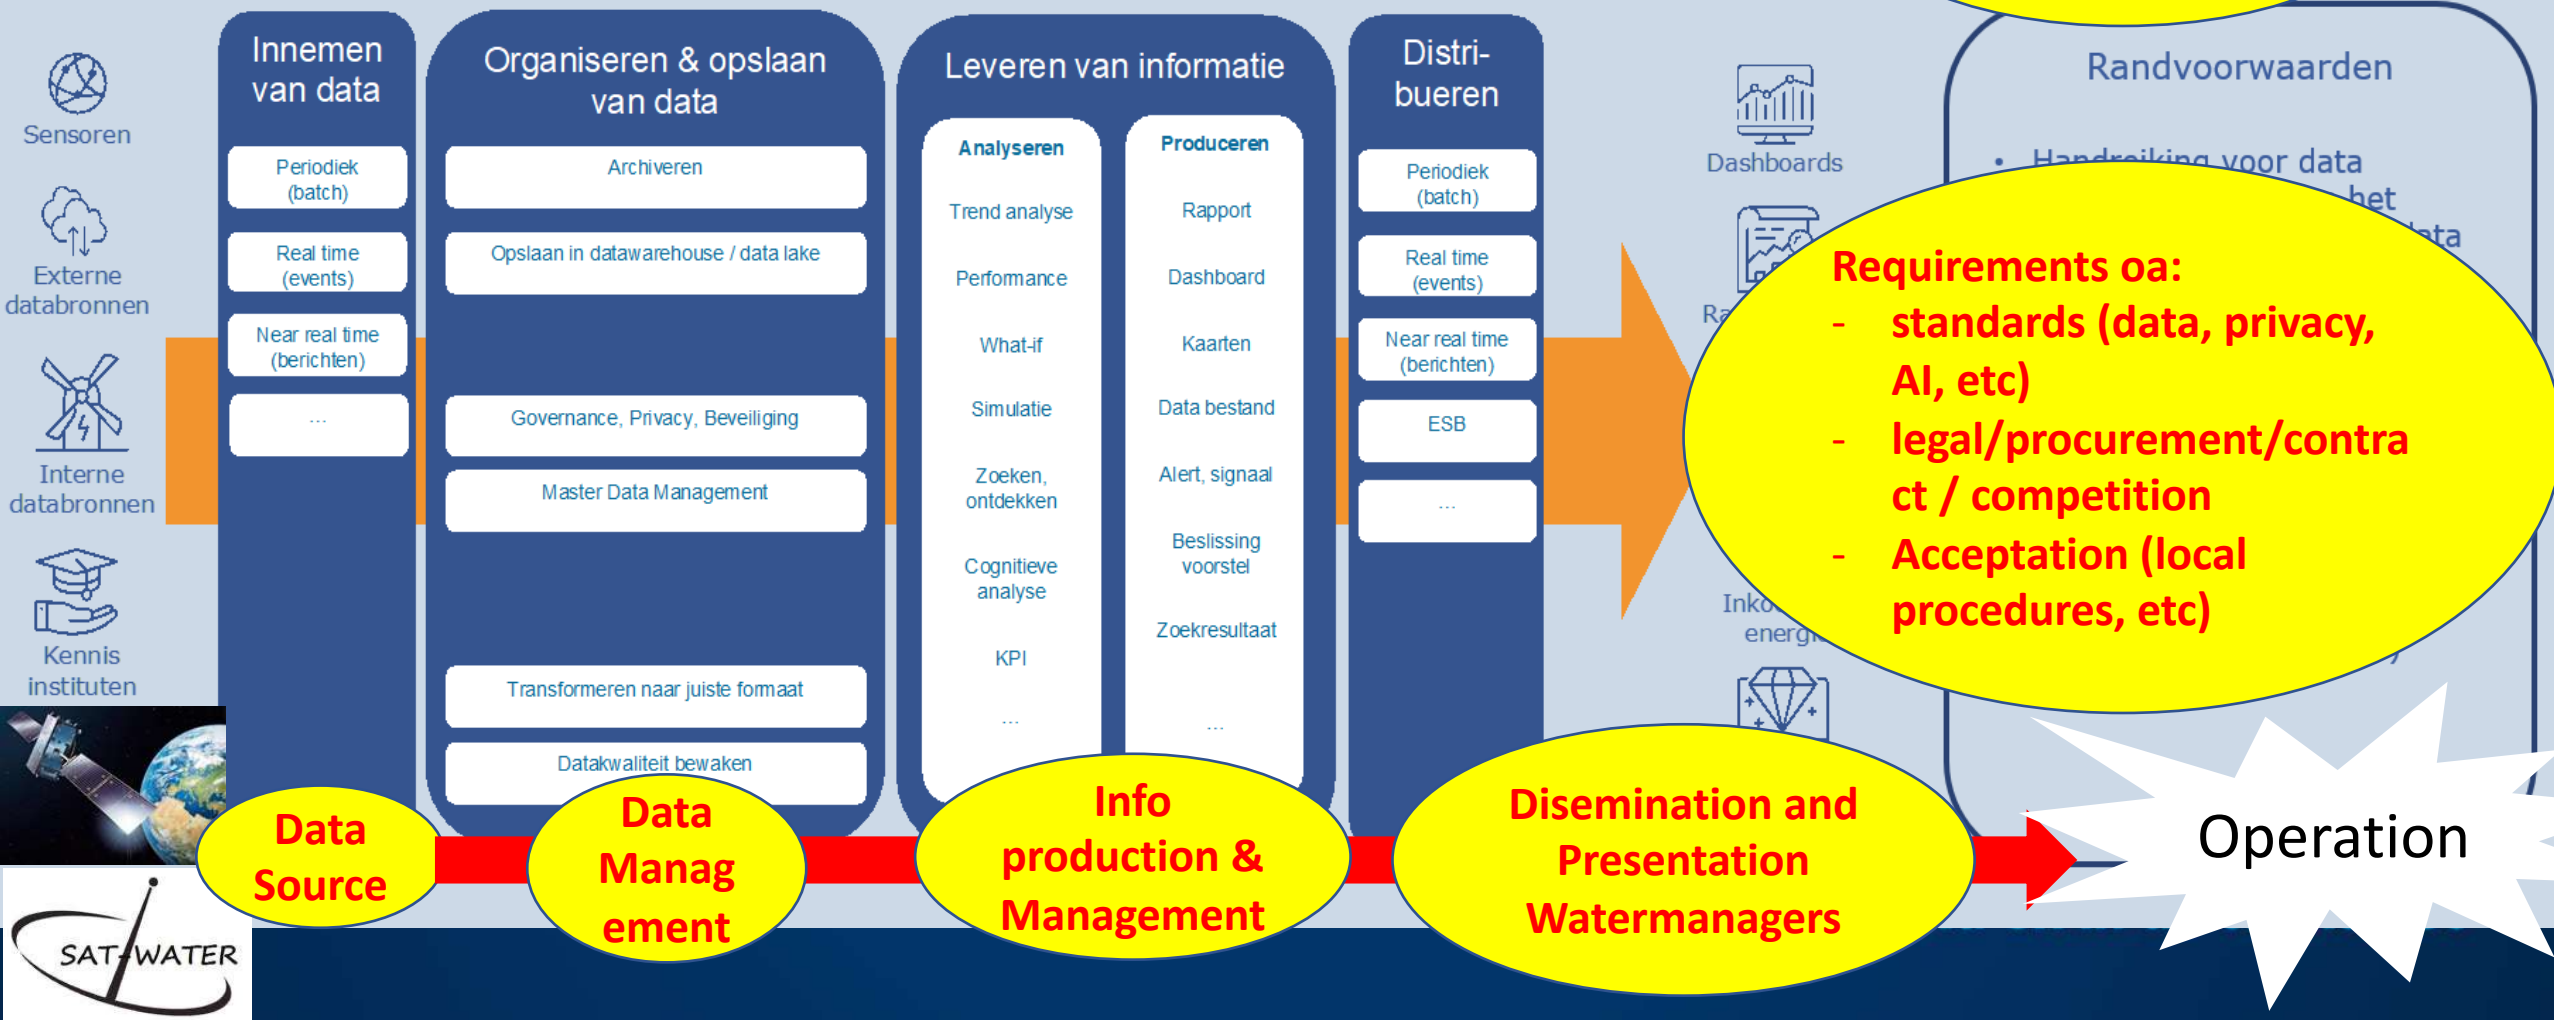 Sensoren
Externe
databronnen
Interne
databronnen
Kennis
instituten
SAT-WATER
Innemen
van data
Periodiek
(batch)
Real time
(events)
Near real time
(berichten)
...
Organiseren & opslaan
van data
Archiveren
Opslaan in datawarehouse / data lake
Governance, Privacy, Beveiliging
Master Data Management
Transformeren naar juiste formaat
Datakwaliteit bewaken
Leveren van informatie
Analyseren
Trend analyse
Performance
What-if
Simulatie
Zoeken,
ontdekken
Cognitieve
analyse
KPI
...
Produceren
Rapport
Dashboard
Kaarten
Data bestand
Alert, signaal
Beslissing
voorstel
Zoekresultaat
...
Distri-
bueren
Periodiek
(batch)
Real time
(events)
Near real time
(berichten)
ESB
...
Dashboards
Randvoorwaarden
• Handreiking voor data
het
Requirements oa:
- standards (data, privacy,
AI, etc)
- legal/procurement/contra
ct / competition
- Acceptation (local
procedures, etc)
Data
Source
Data
Manag
ement
Info
production &
Management
Disemination and
Presentation
Watermanagers
Operation